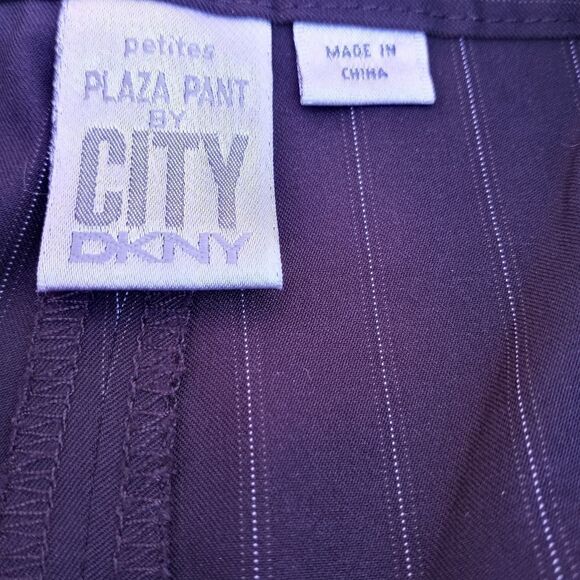 petites
PLAZA PANT
BY
CITY
DKNY
MADE IN
CHINA